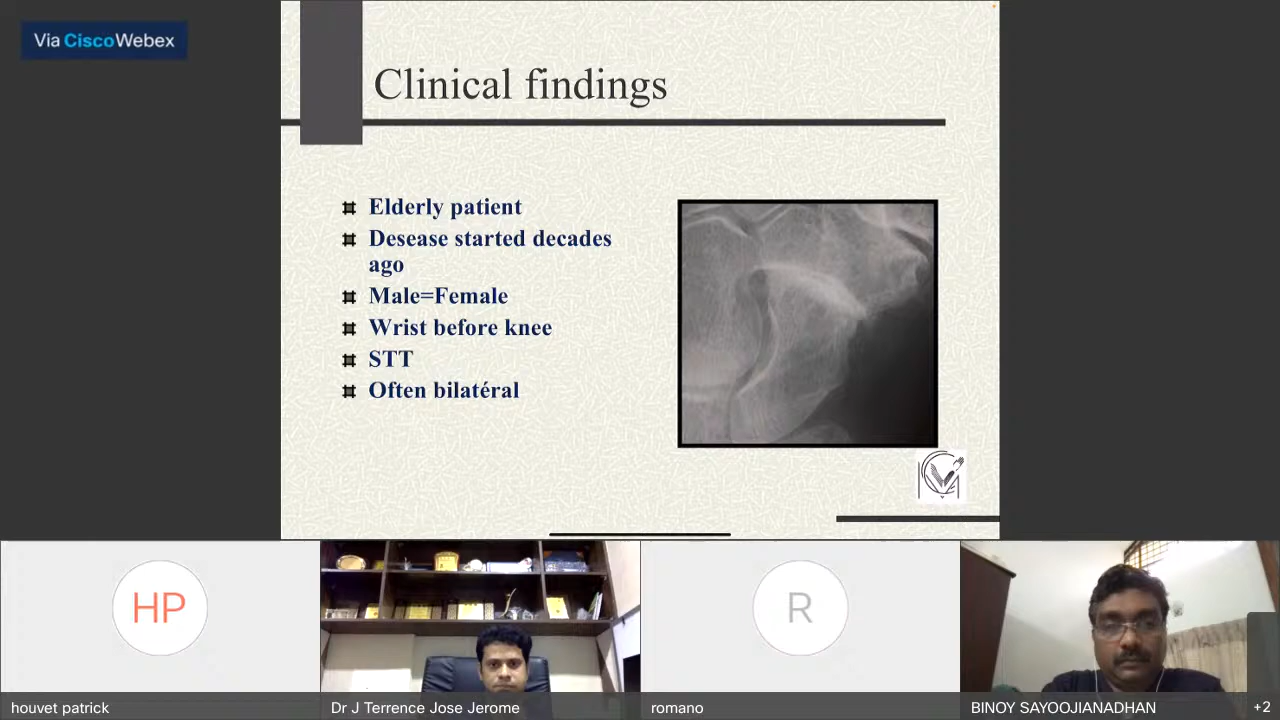 Via CiscoWebex
Clinical findings
Elderly patient
Desease started decades
ago
Male=Female
Wrist before knee
STT
Often bilatéral
HP
R
houvet patrick
Dr J Terrence Jose Jerome
romano
BINOY SAYOOJIANADHAN
+2